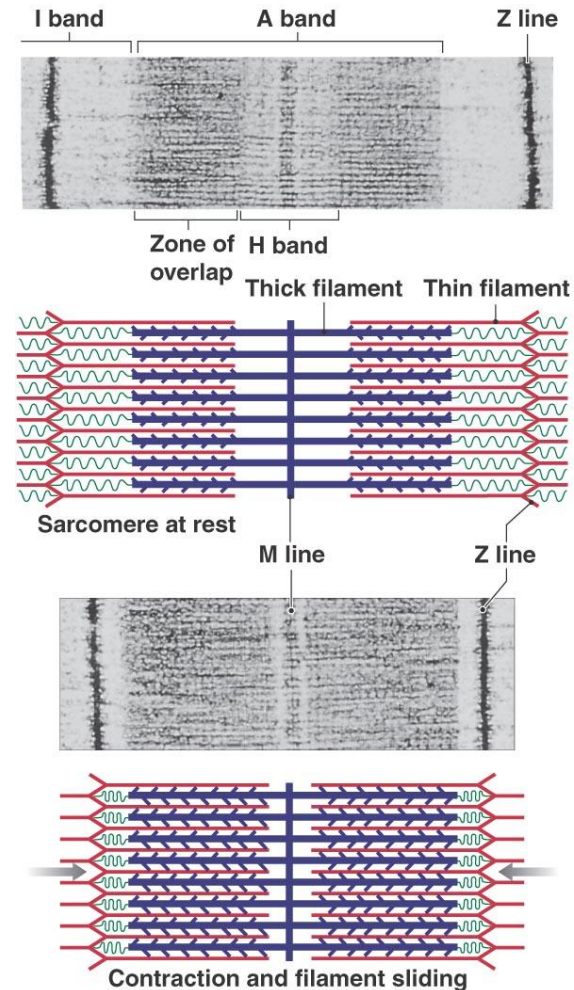 I band
A band
Z line
Zone of
overlap
H band
Thick filament
Thin filament
Sarcomere at rest
M line
Z line
Contraction and filament sliding